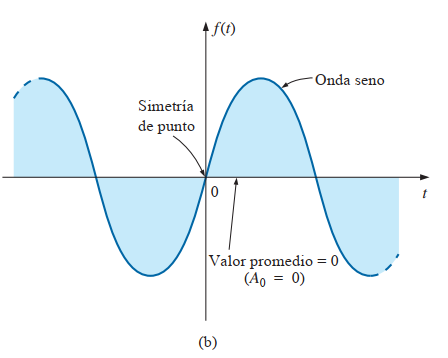 f(t)
Onda seno
Simetría
de punto
0
t
Valor promedio = 0
(A₀ = 0)
(b)